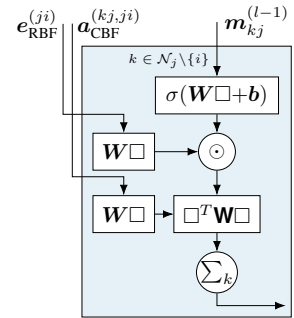 e_RBF^(ji) a_CBF^(kj,ji) m_kj^(l−1)
k ∈ N_j\{i}
σ(W□+b)
W□ ⊙
W□ □^T W□
∑_k